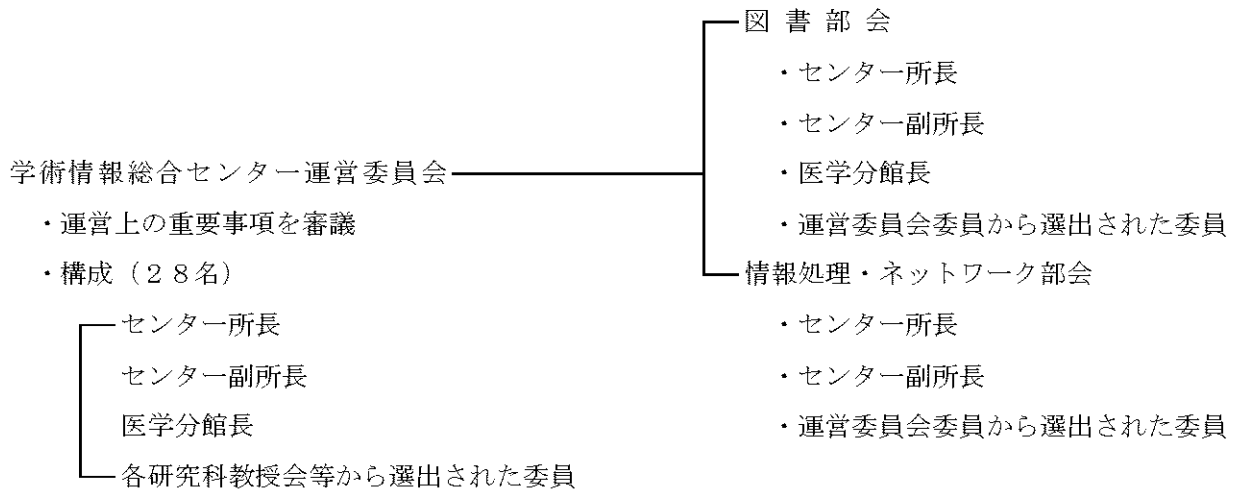 学術情報総合センター運営委員会
・運営上の重要事項を審議
・構成（２８名）
センター所長
センター副所長
医学分館長
各研究科教授会等から選出された委員
図 書 部 会
・センター所長
・センター副所長
・医学分館長
・運営委員会委員から選出された委員
情報処理・ネットワーク部会
・センター所長
・センター副所長
・運営委員会委員から選出された委員